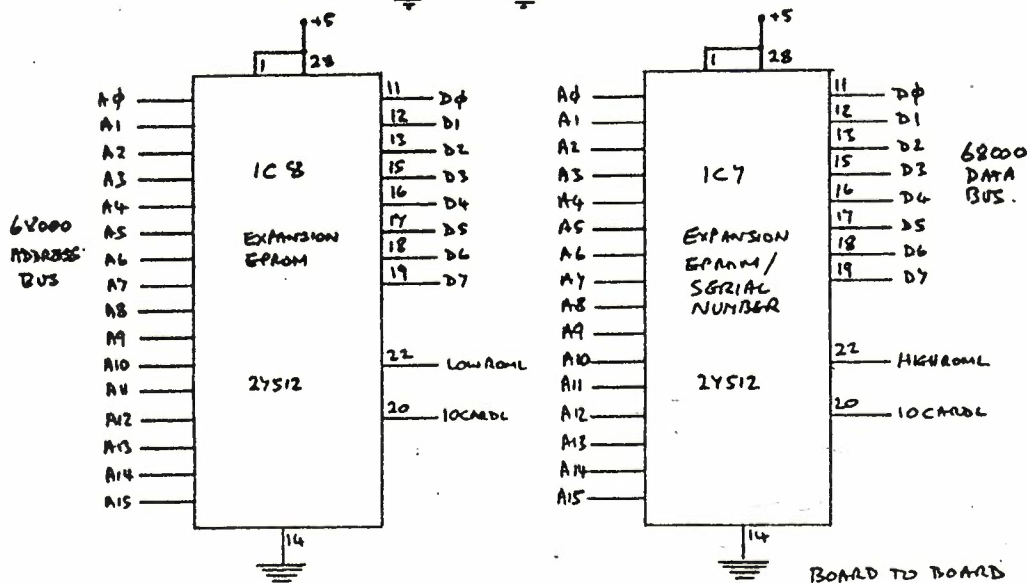 +5
1
28
Aϕ
A1
A2
A3
A4
A5
A6
A7
A8
A9
A10
A11
A12
A13
A14
A15
68000
ADDRESS
BUS
IC 8
EXPANSION
EPROM
27512
11 Dϕ
12 D1
13 D2
15 D3
16 D4
17 D5
18 D6
19 D7
22 LOWROML
20 IOCARDL
14
+5
1
28
Aϕ
A1
A2
A3
A4
A5
A6
A7
A8
A9
A10
A11
A12
A13
A14
A15
IC 7
EXPANSION
EPROM/
SERIAL
NUMBER
27512
11 Dϕ
12 D1
13 D2
15 D3
16 D4
17 D5
18 D6
19 D7
68000
DATA
BUS.
22 HIGHROML
20 IOCARDL
14
BOARD TO BOARD